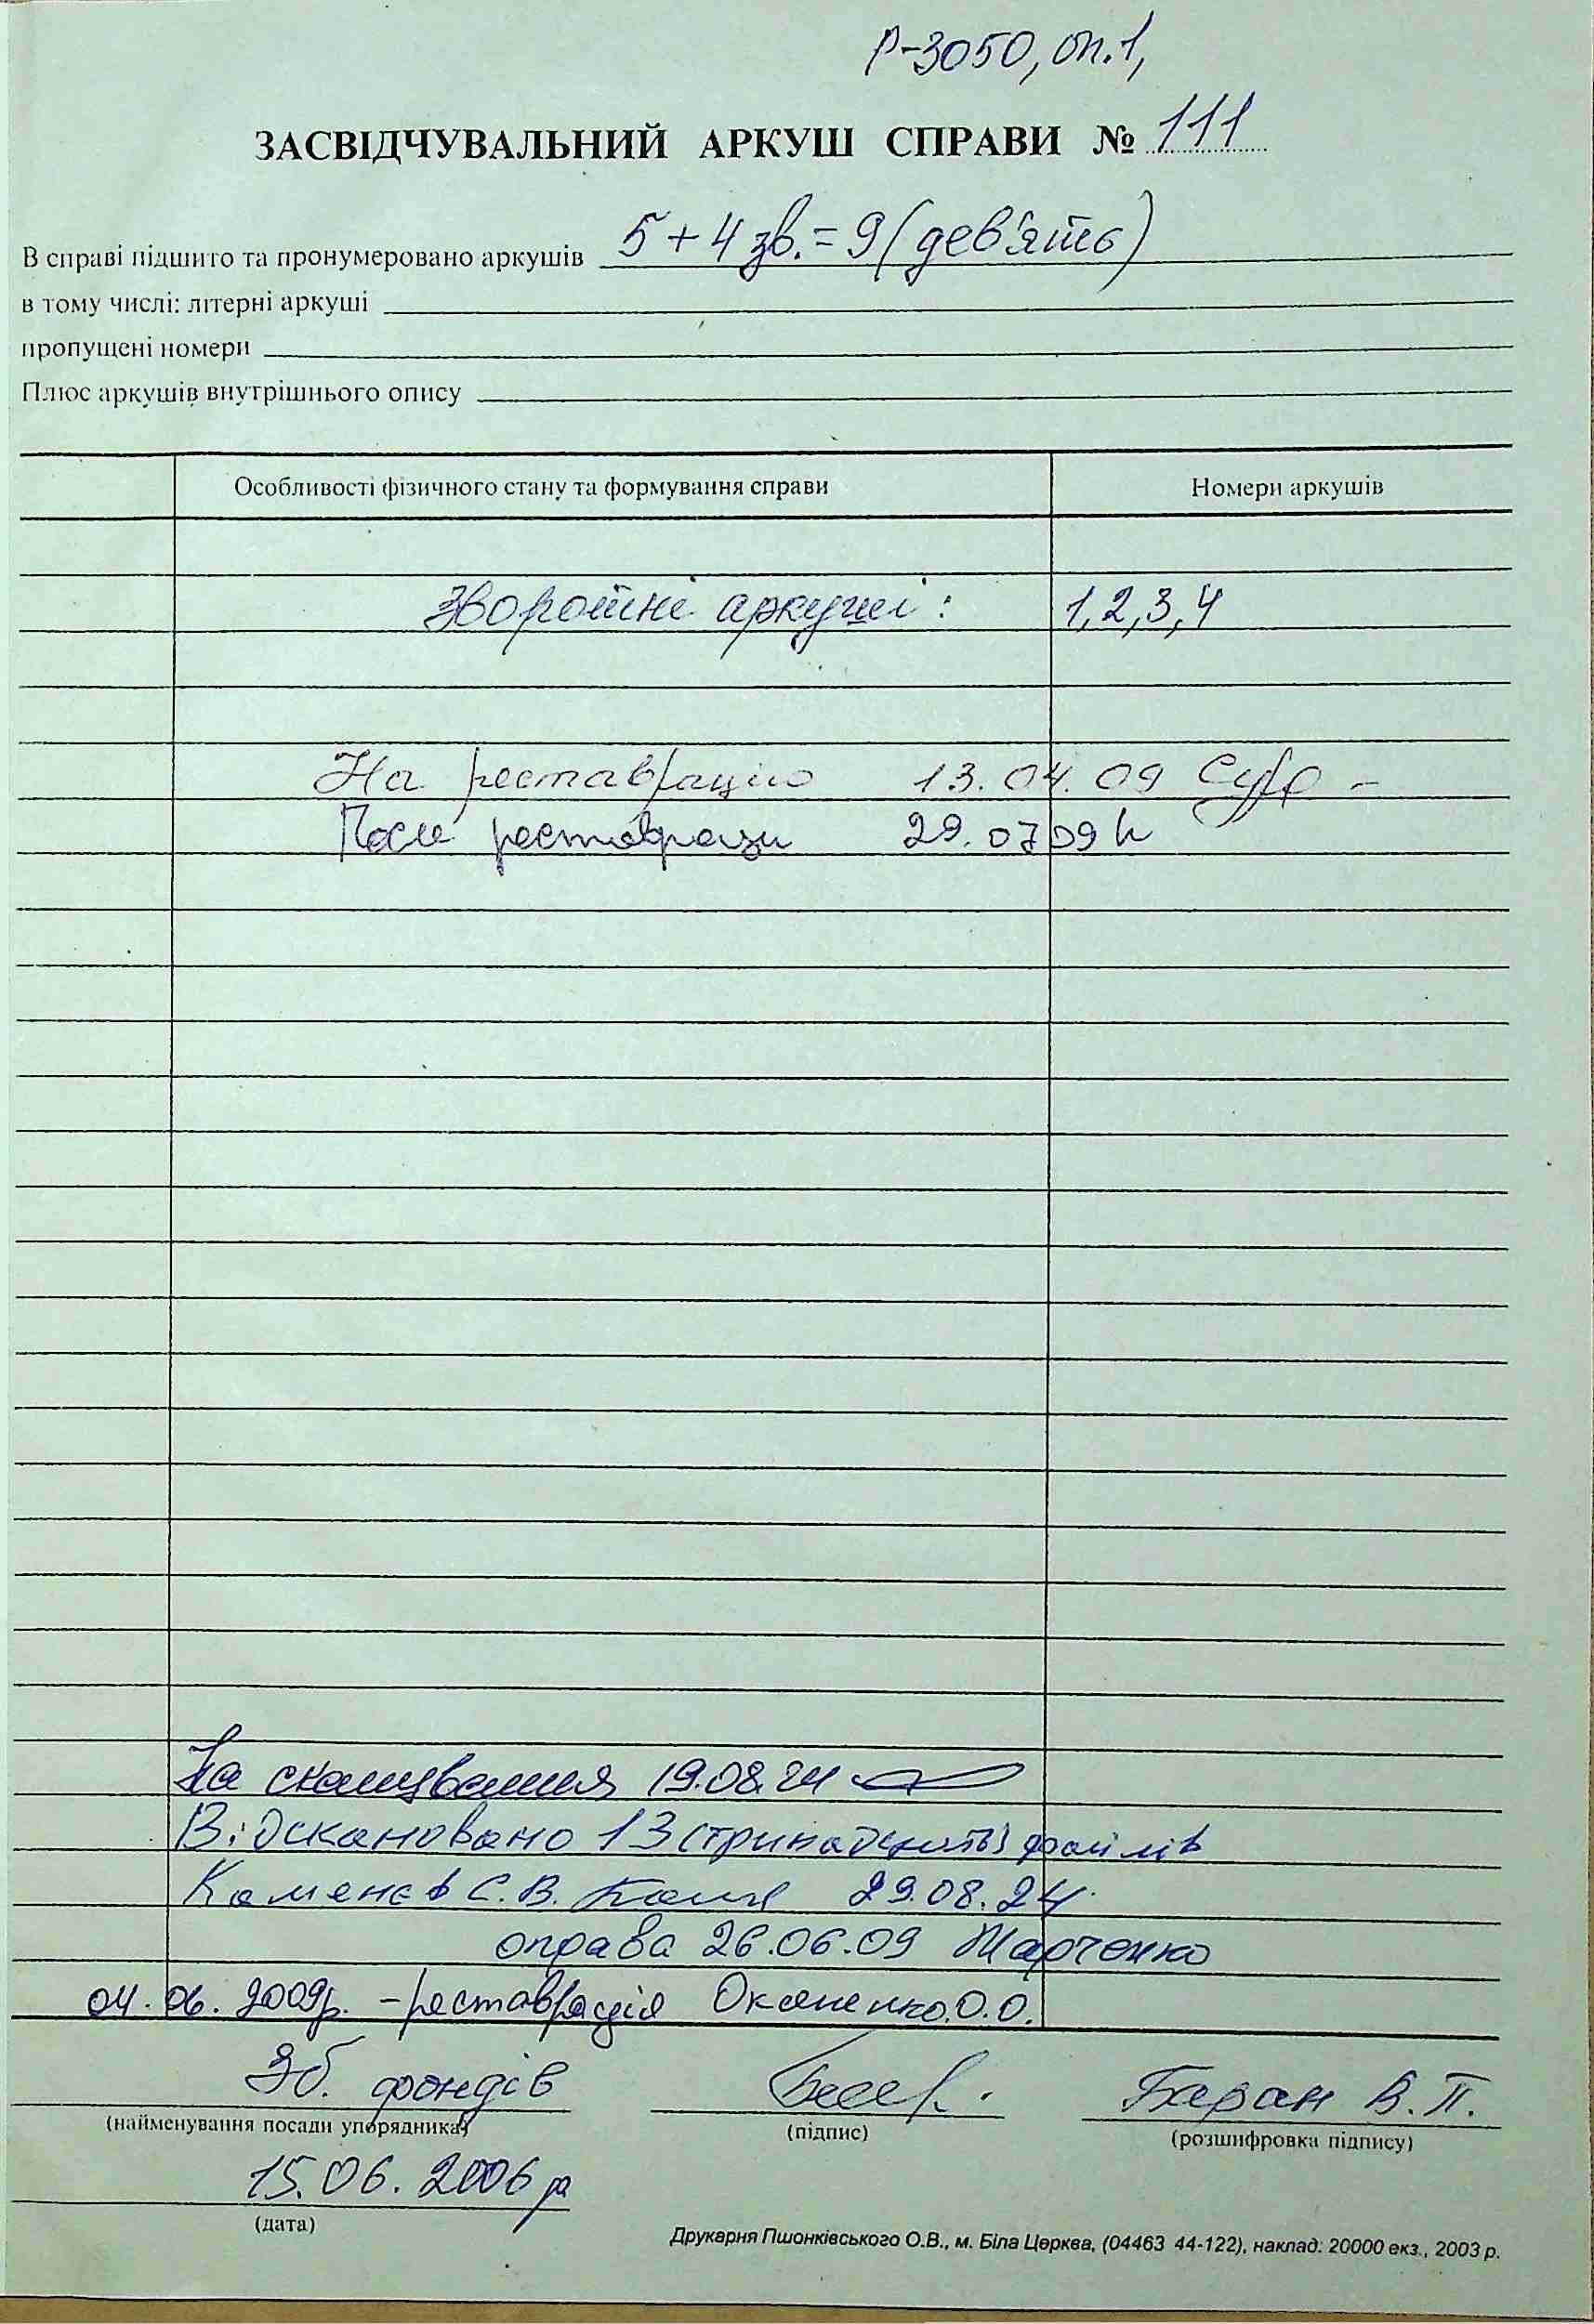 Р-3050, оп.1,
ЗАСВІДЧУВАЛЬНИЙ АРКУШ СПРАВИ № 111
В справі підшито та пронумеровано аркушів 5 + 4 зв. = 9 (дев'ять)
в тому числі: літерні аркуші
пропущені номери
Плюс аркушів внутрішнього опису
Особливості фізичного стану та формування справи Номери аркушів
Зворотні аркуші: 1,2,3,4
На реставрацію 13.04.09
После реставрации 29.07 09
На сканування 19.08.24
Відскановано 13 (тринадцять) файлів
Каменєв С.В. 29.08.24
оправа 26.06.09 Марченко
04.06.2009р. - реставрація О.О.
Зб. фондів Баран В.П.
(найменування посади упорядника) (підпис) (розшифровка підпису)
15.06.2006 р
(дата)
Друкарня Пшонківського О.В., м. Біла Церква, (04463 44-122), наклад: 20000 екз., 2003 р.